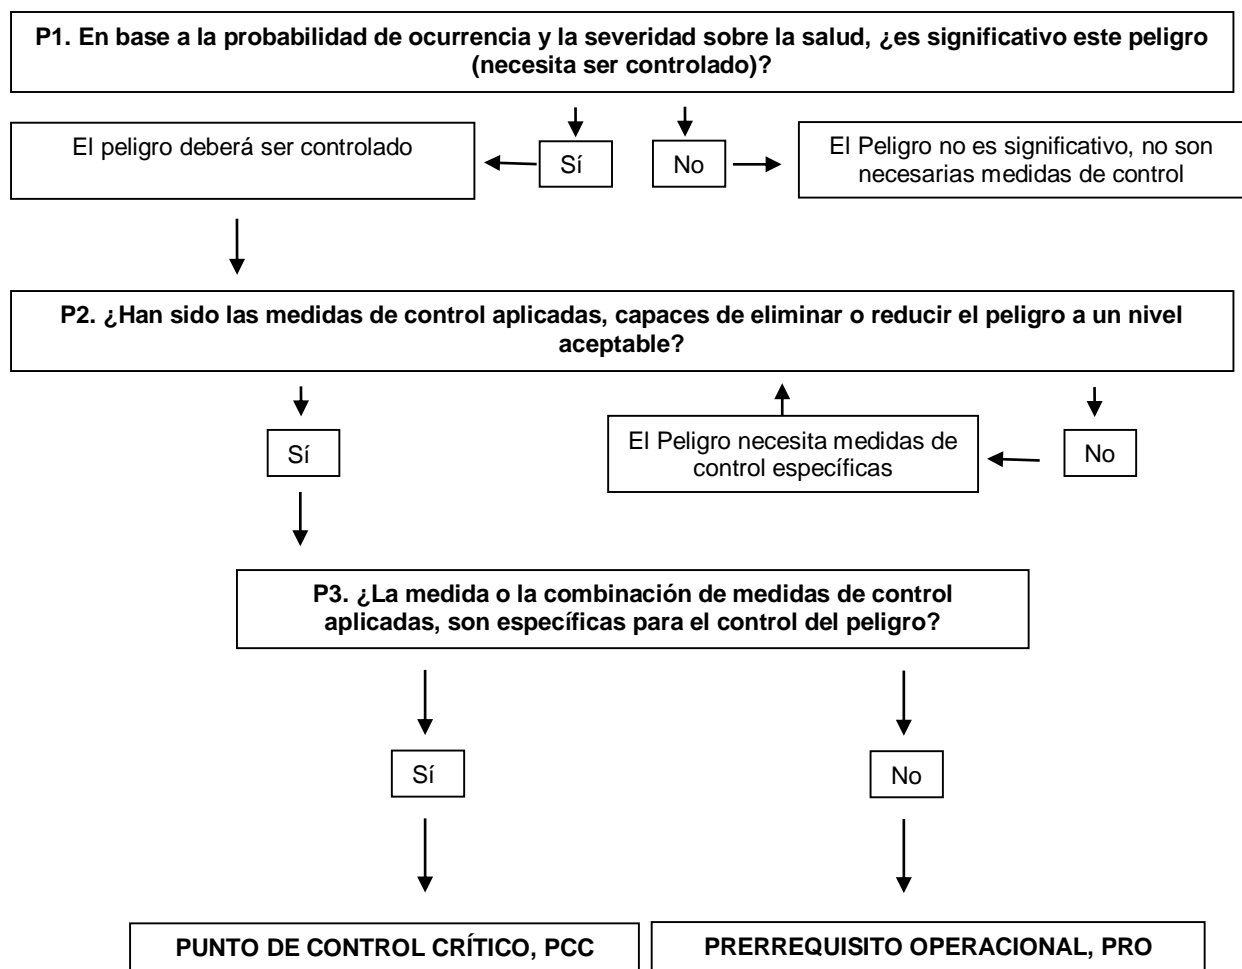 P1. En base a la probabilidad de ocurrencia y la severidad sobre la salud, ¿es significativo este peligro
(necesita ser controlado)?
El peligro deberá ser controlado
Sí
No
El Peligro no es significativo, no son
necesarias medidas de control
P2. ¿Han sido las medidas de control aplicadas, capaces de eliminar o reducir el peligro a un nivel
aceptable?
Sí
El Peligro necesita medidas de
control específicas
No
P3. ¿La medida o la combinación de medidas de control
aplicadas, son específicas para el control del peligro?
Sí
No
PUNTO DE CONTROL CRÍTICO, PCC
PRERREQUISITO OPERACIONAL, PRO